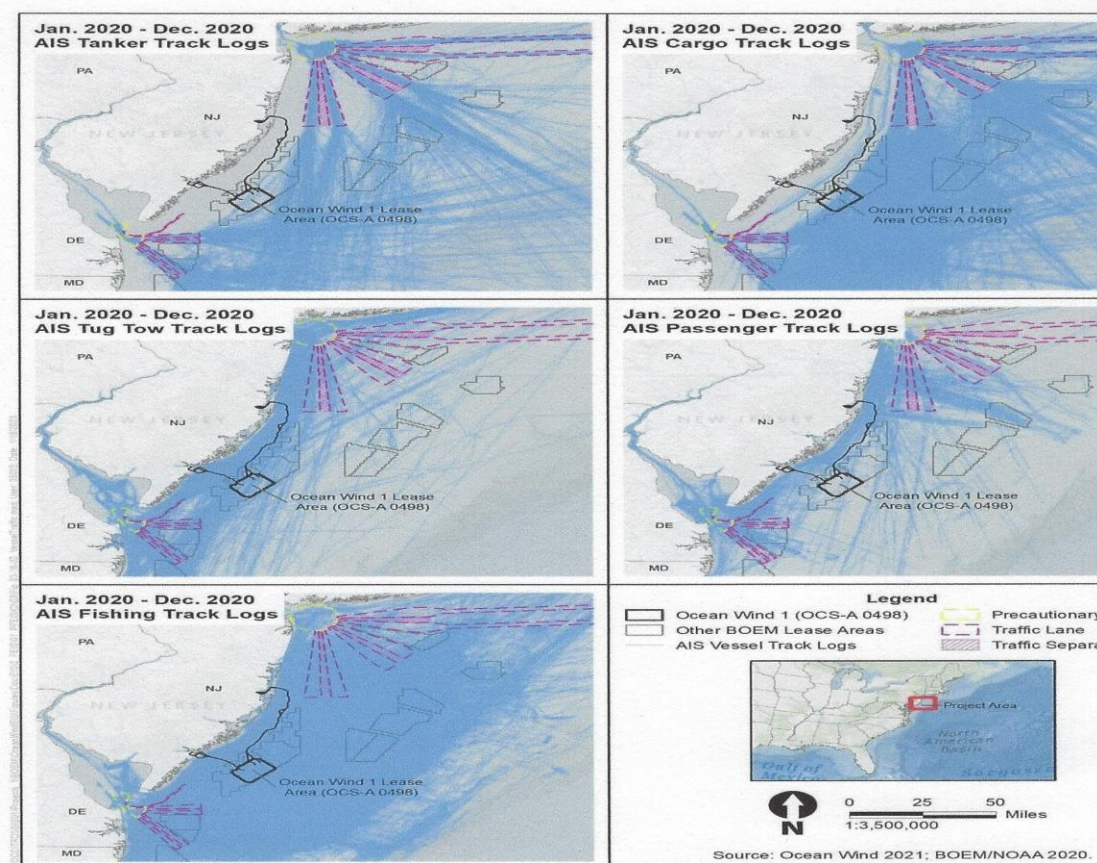 Jan. 2020 - Dec. 2020
AIS Tanker Track Logs
PA
NJ
NEW JERSEY
Ocean Wind 1 Lease
Area (OCS-A 0498)
DE
MD
Jan. 2020 - Dec. 2020
AIS Cargo Track Logs
PA
NJ
NEW JERSEY
Ocean Wind 1 Lease
Area (OCS-A 0498)
DE
MD
Jan. 2020 - Dec. 2020
AIS Tug Tow Track Logs
PA
NEW JERSEY
NJ
Ocean Wind 1 Lease
Area (OCS-A 0498)
DE
MD
Jan. 2020 - Dec. 2020
AIS Passenger Track Logs
PA
NEW JERSEY
NJ
Ocean Wind 1 Lease
Area (OCS-A 0498)
DE
MD
Jan. 2020 - Dec. 2020
AIS Fishing Track Logs
PA
NJ
NEW JERSEY
Ocean Wind 1 Lease
Area (OCS-A 0498)
DE
MD
Legend
Ocean Wind 1 (OCS-A 0498)
Other BOEM Lease Areas
AIS Vessel Track Logs
Precautionary
Traffic Lane
Traffic Separa
Project Area
North
American
Basin
Gulf of
Mexico
Sargasso
N
0 25 50
Miles
1:3,500,000
Source: Ocean Wind 2021; BOEM/NOAA 2020.